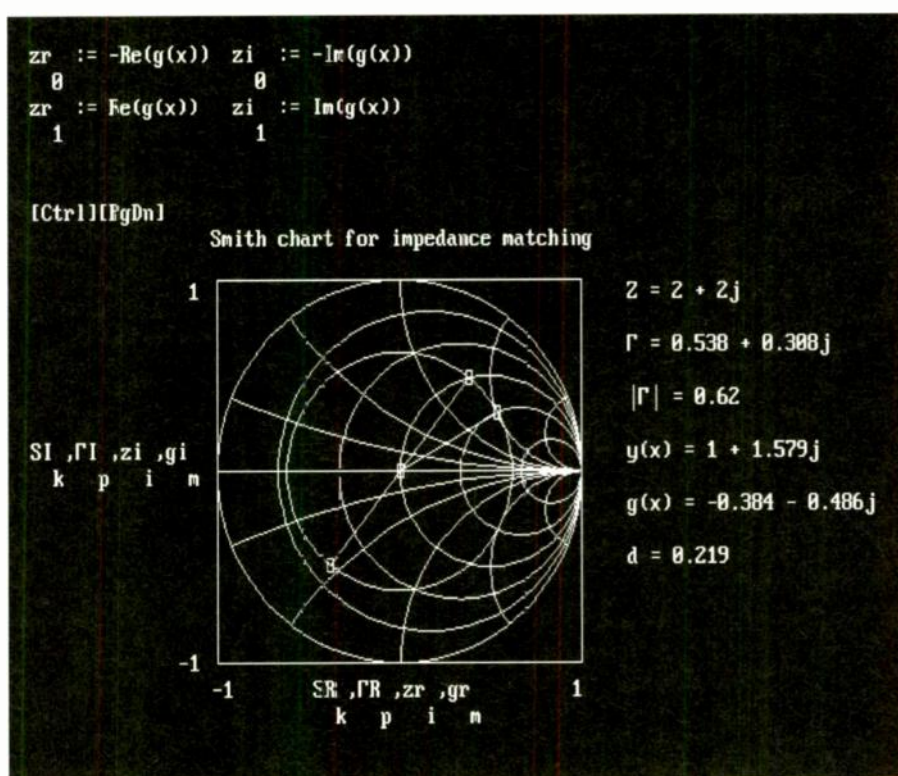 zr := -Re(g(x)) zi := -Im(g(x))
0 0
zr := Re(g(x)) zi := Im(g(x))
1 1
[Ctrl][PgDn]
Smith chart for impedance matching
1
Z = 2 + 2j
Γ = 0.538 + 0.308j
|Γ| = 0.62
SI ,ΓI ,zi ,gi
k p i m
y(x) = 1 + 1.579j
g(x) = -0.384 - 0.486j
d = 0.219
-1
-1 SR ,ΓR ,zr ,gr 1
k p i m